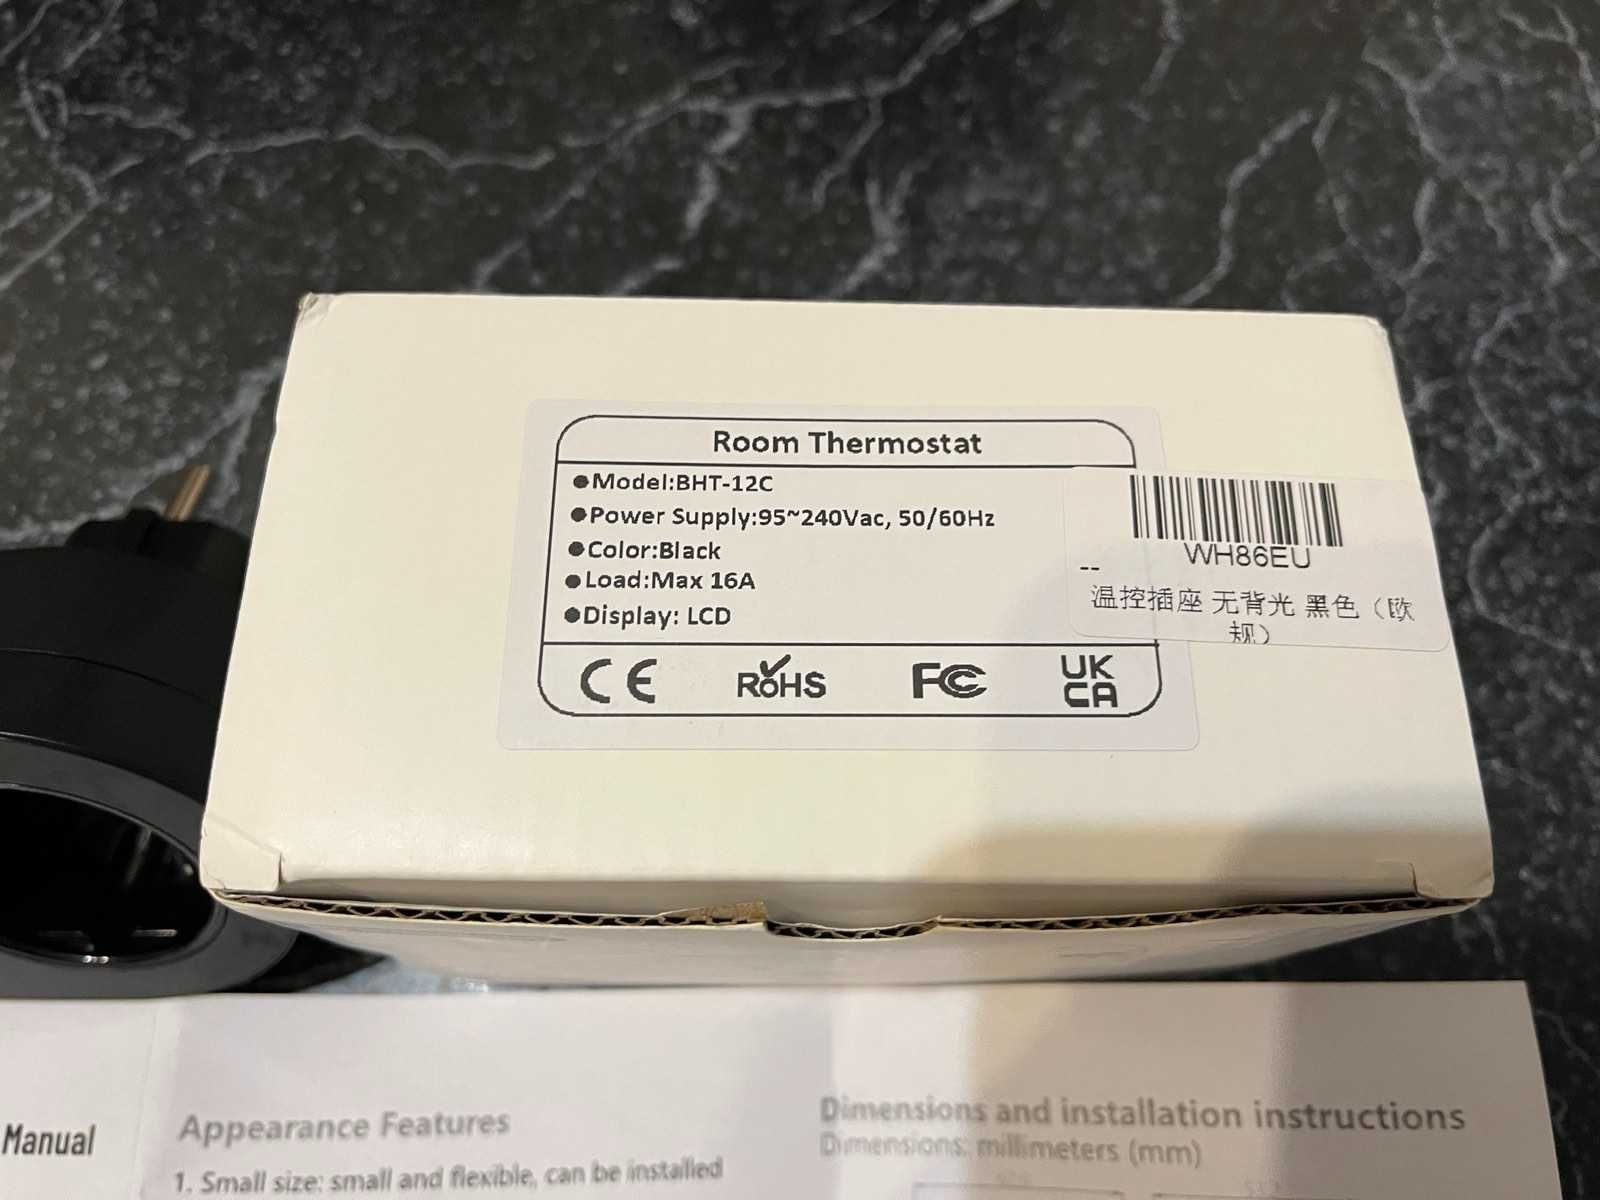 Room Thermostat
●Model:BHT-12C
●Power Supply:95~240Vac, 50/60Hz
●Color:Black
●Load:Max 16A
●Display: LCD
CE RoHS FC UK
CA
WH86EU
--
温控插座 无背光 黑色（欧
规）
Manual
Appearance Features
1. Small size: small and flexible, can be installed
Dimensions and installation instructions
Dimensions: millimeters (mm)